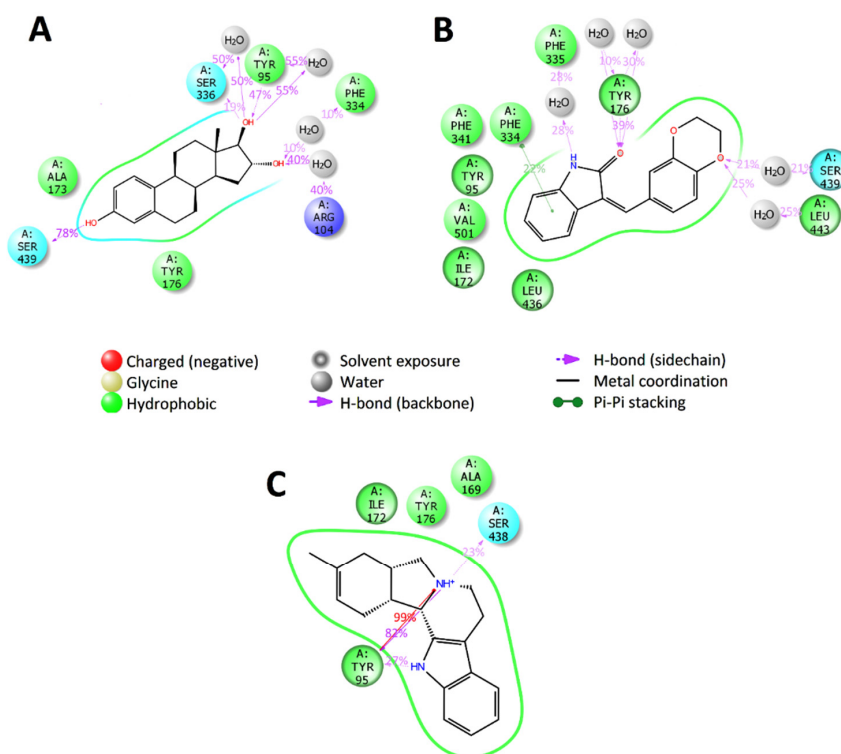 A
H₂O
50%
A:
TYR
95
55%
H₂O
A:
SER
336
50%
47%
55%
19%
OH
A:
PHE
334
10%
H₂O
10%
OH
40%
H₂O
40%
A:
ARG
104
A:
ALA
173
HO
78%
A:
SER
439
A:
TYR
176
B
A:
PHE
335
H₂O
H₂O
10%
30%
28%
A:
TYR
176
H₂O
39%
28%
A:
PHE
341
A:
PHE
334
22%
NH
O
O
O
A:
TYR
95
A:
VAL
501
A:
ILE
172
A:
LEU
436
21%
H₂O
21%
A:
SER
439
25%
H₂O
25%
A:
LEU
443
Charged (negative)
Glycine
Hydrophobic
Solvent exposure
Water
H-bond (backbone)
H-bond (sidechain)
Metal coordination
Pi-Pi stacking
C
A:
ILE
172
A:
TYR
176
A:
ALA
169
A:
SER
438
23%
NH⁺
99%
82%
A:
TYR
95
27%
HN